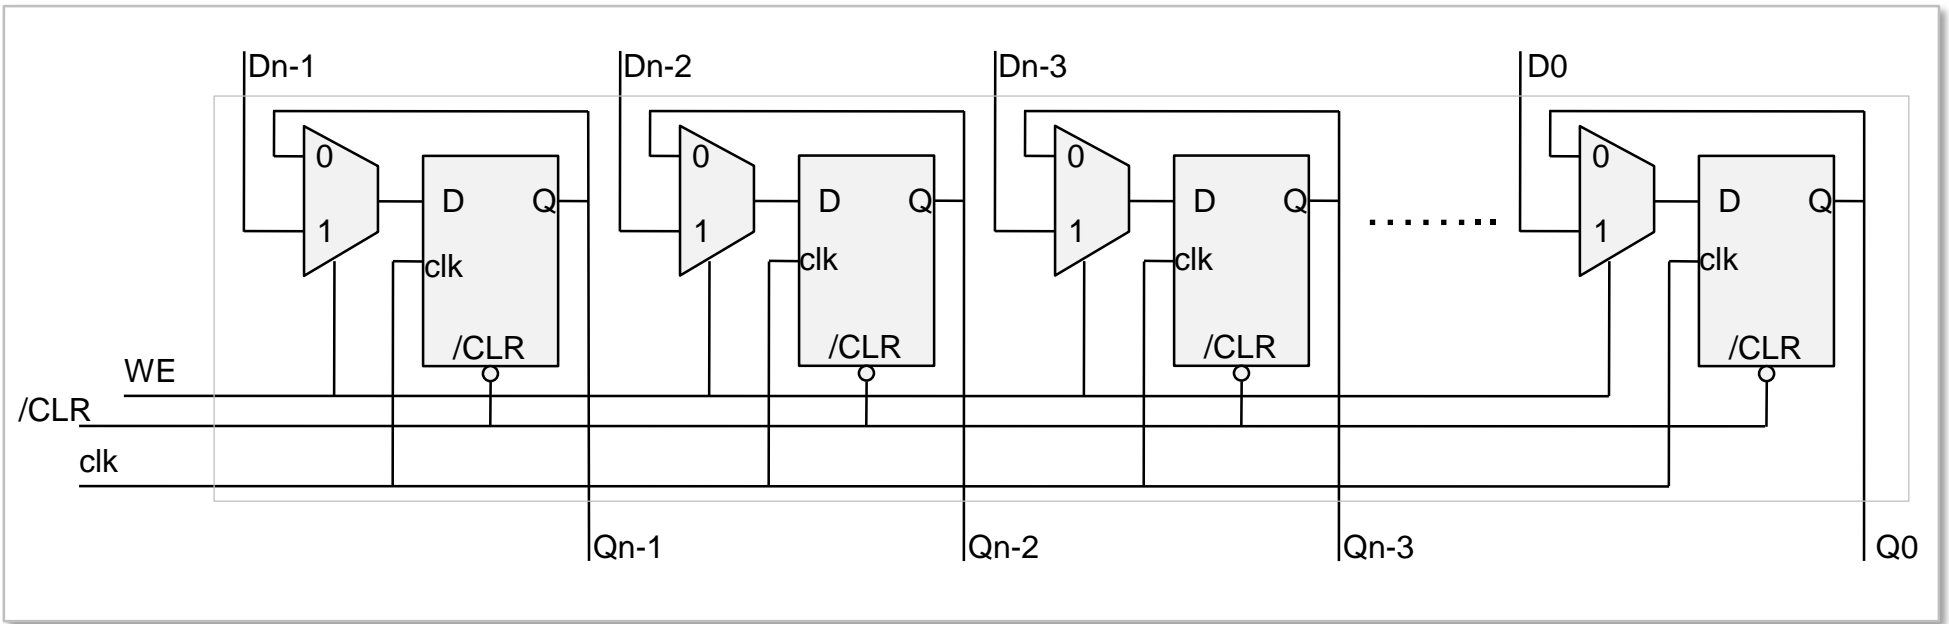 Dn-1 Dn-2 Dn-3 D0
0 0 0 0
D Q D Q D Q D Q
1 1 1 1
clk clk clk clk
/CLR /CLR /CLR /CLR
WE
/CLR
clk
Qn-1 Qn-2 Qn-3 Q0